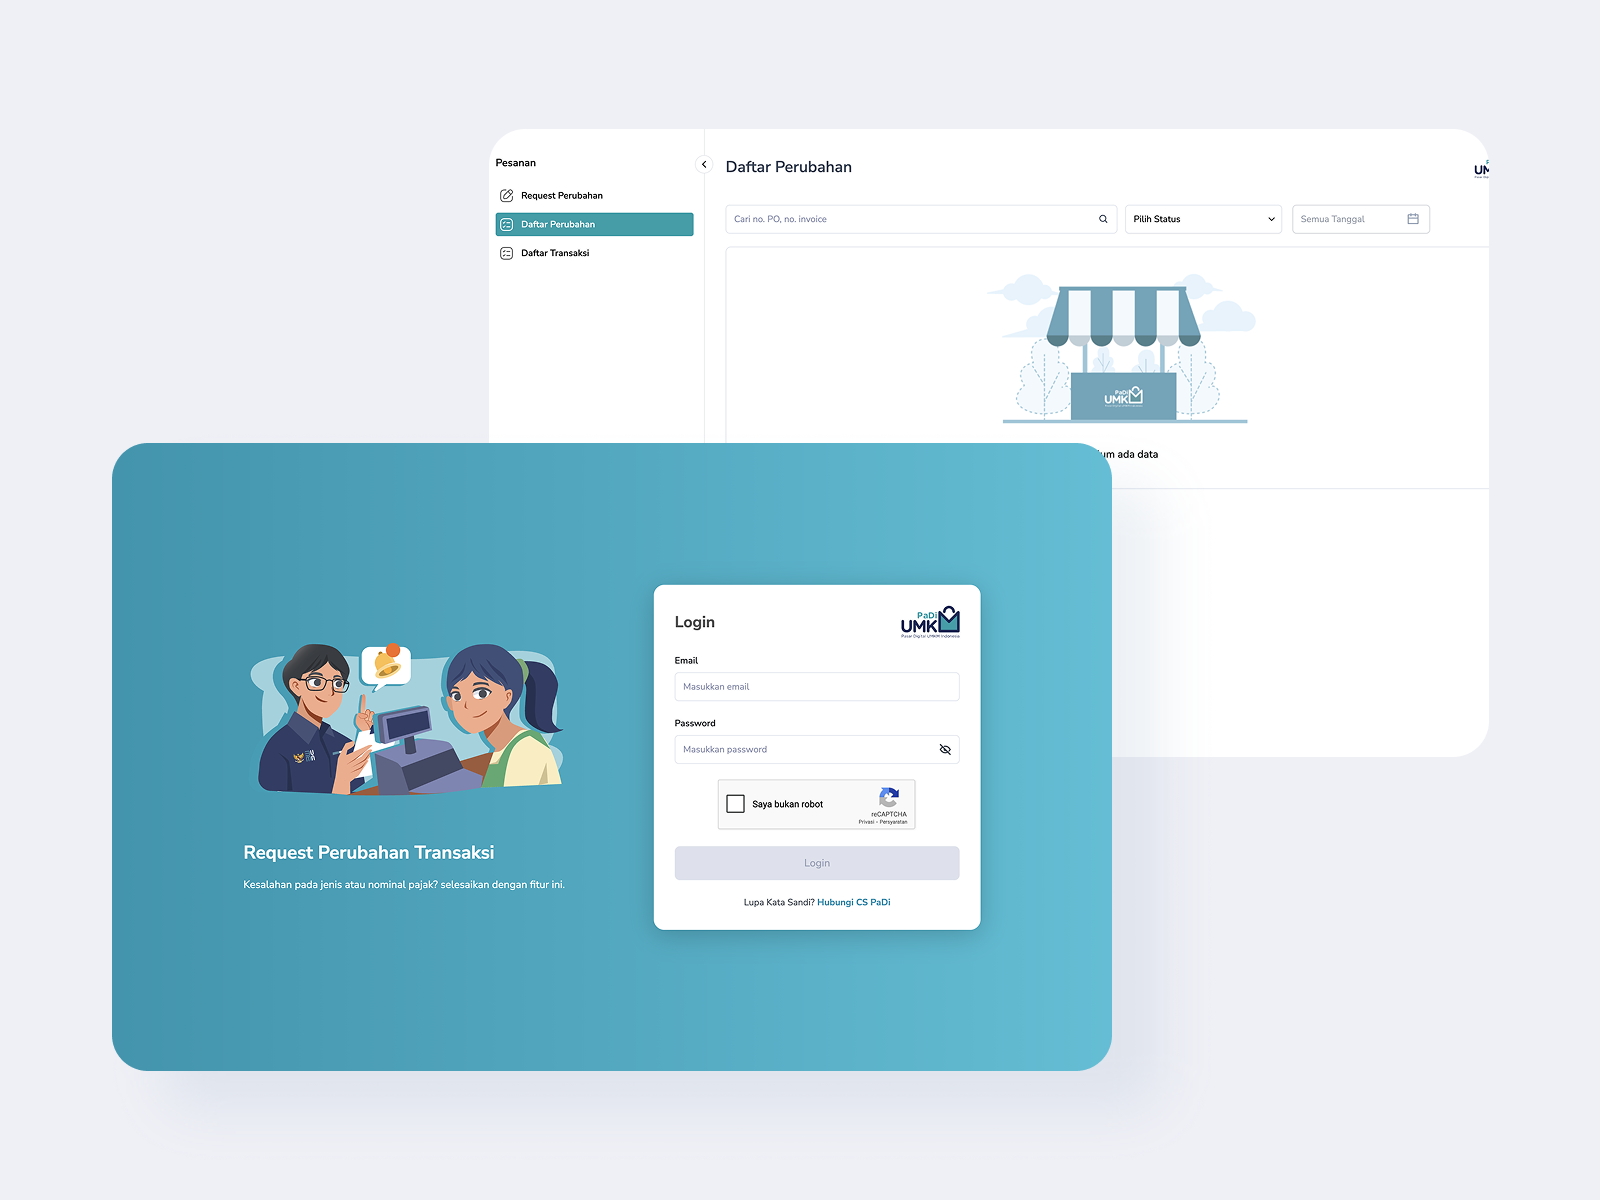 Pesanan
Request Perubahan
Daftar Perubahan
Daftar Transaksi
Daftar Perubahan
UM
Cari no. PO, no. invoice
Pilih Status
Semua Tanggal
PaDi
UMK
um ada data
Request Perubahan Transaksi
Kesalahan pada jenis atau nominal pajak? selesaikan dengan fitur ini.
Login
PaDi
UMK
Pasar Digital UMKM Indonesia
Email
Masukkan email
Password
Masukkan password
Saya bukan robot
reCAPTCHA
Privasi - Persyaratan
Login
Lupa Kata Sandi? Hubungi CS PaDi